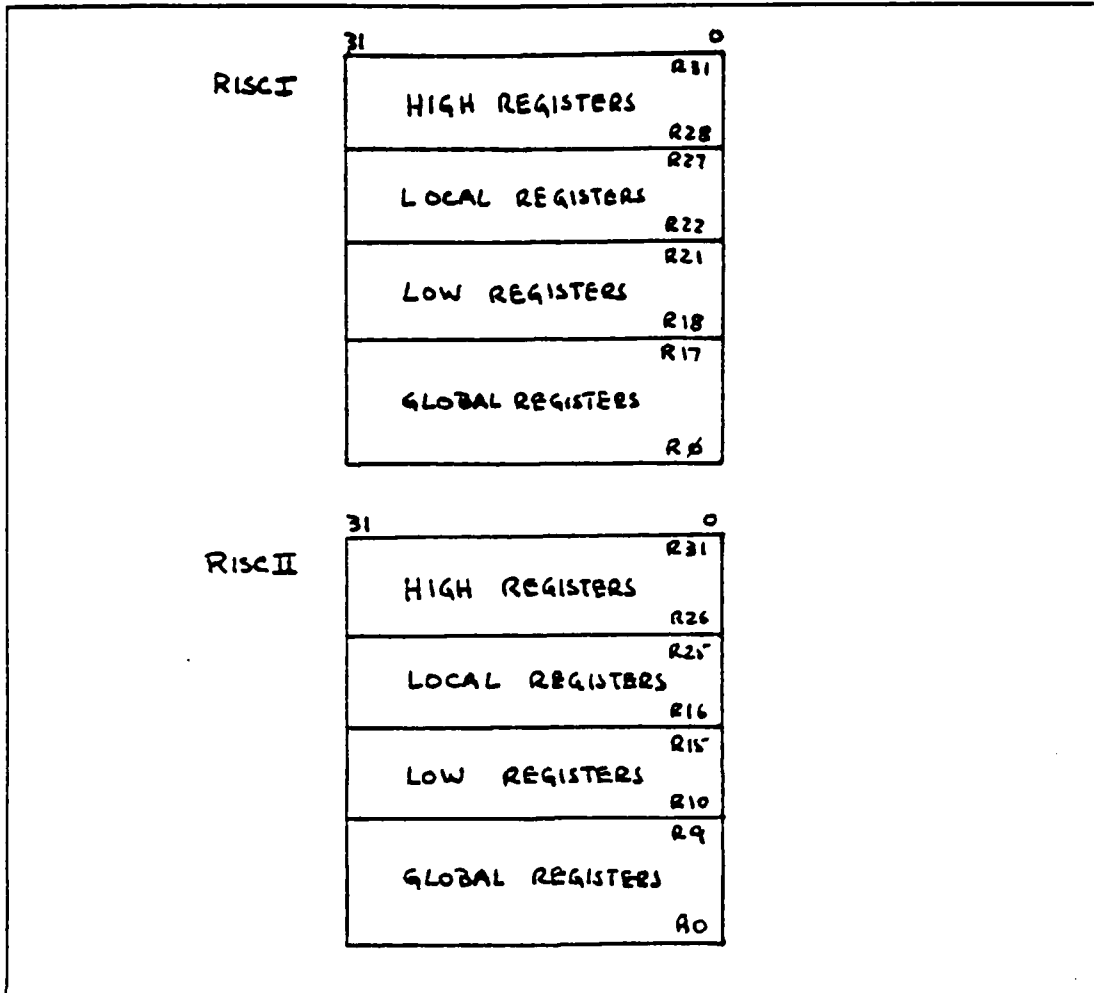 31 0
RISC I
R31
HIGH REGISTERS
R28
R27
LOCAL REGISTERS
R22
R21
LOW REGISTERS
R18
R17
GLOBAL REGISTERS
RØ
31 0
RISC II
R31
HIGH REGISTERS
R26
R25
LOCAL REGISTERS
R16
R15
LOW REGISTERS
R10
R9
GLOBAL REGISTERS
R0